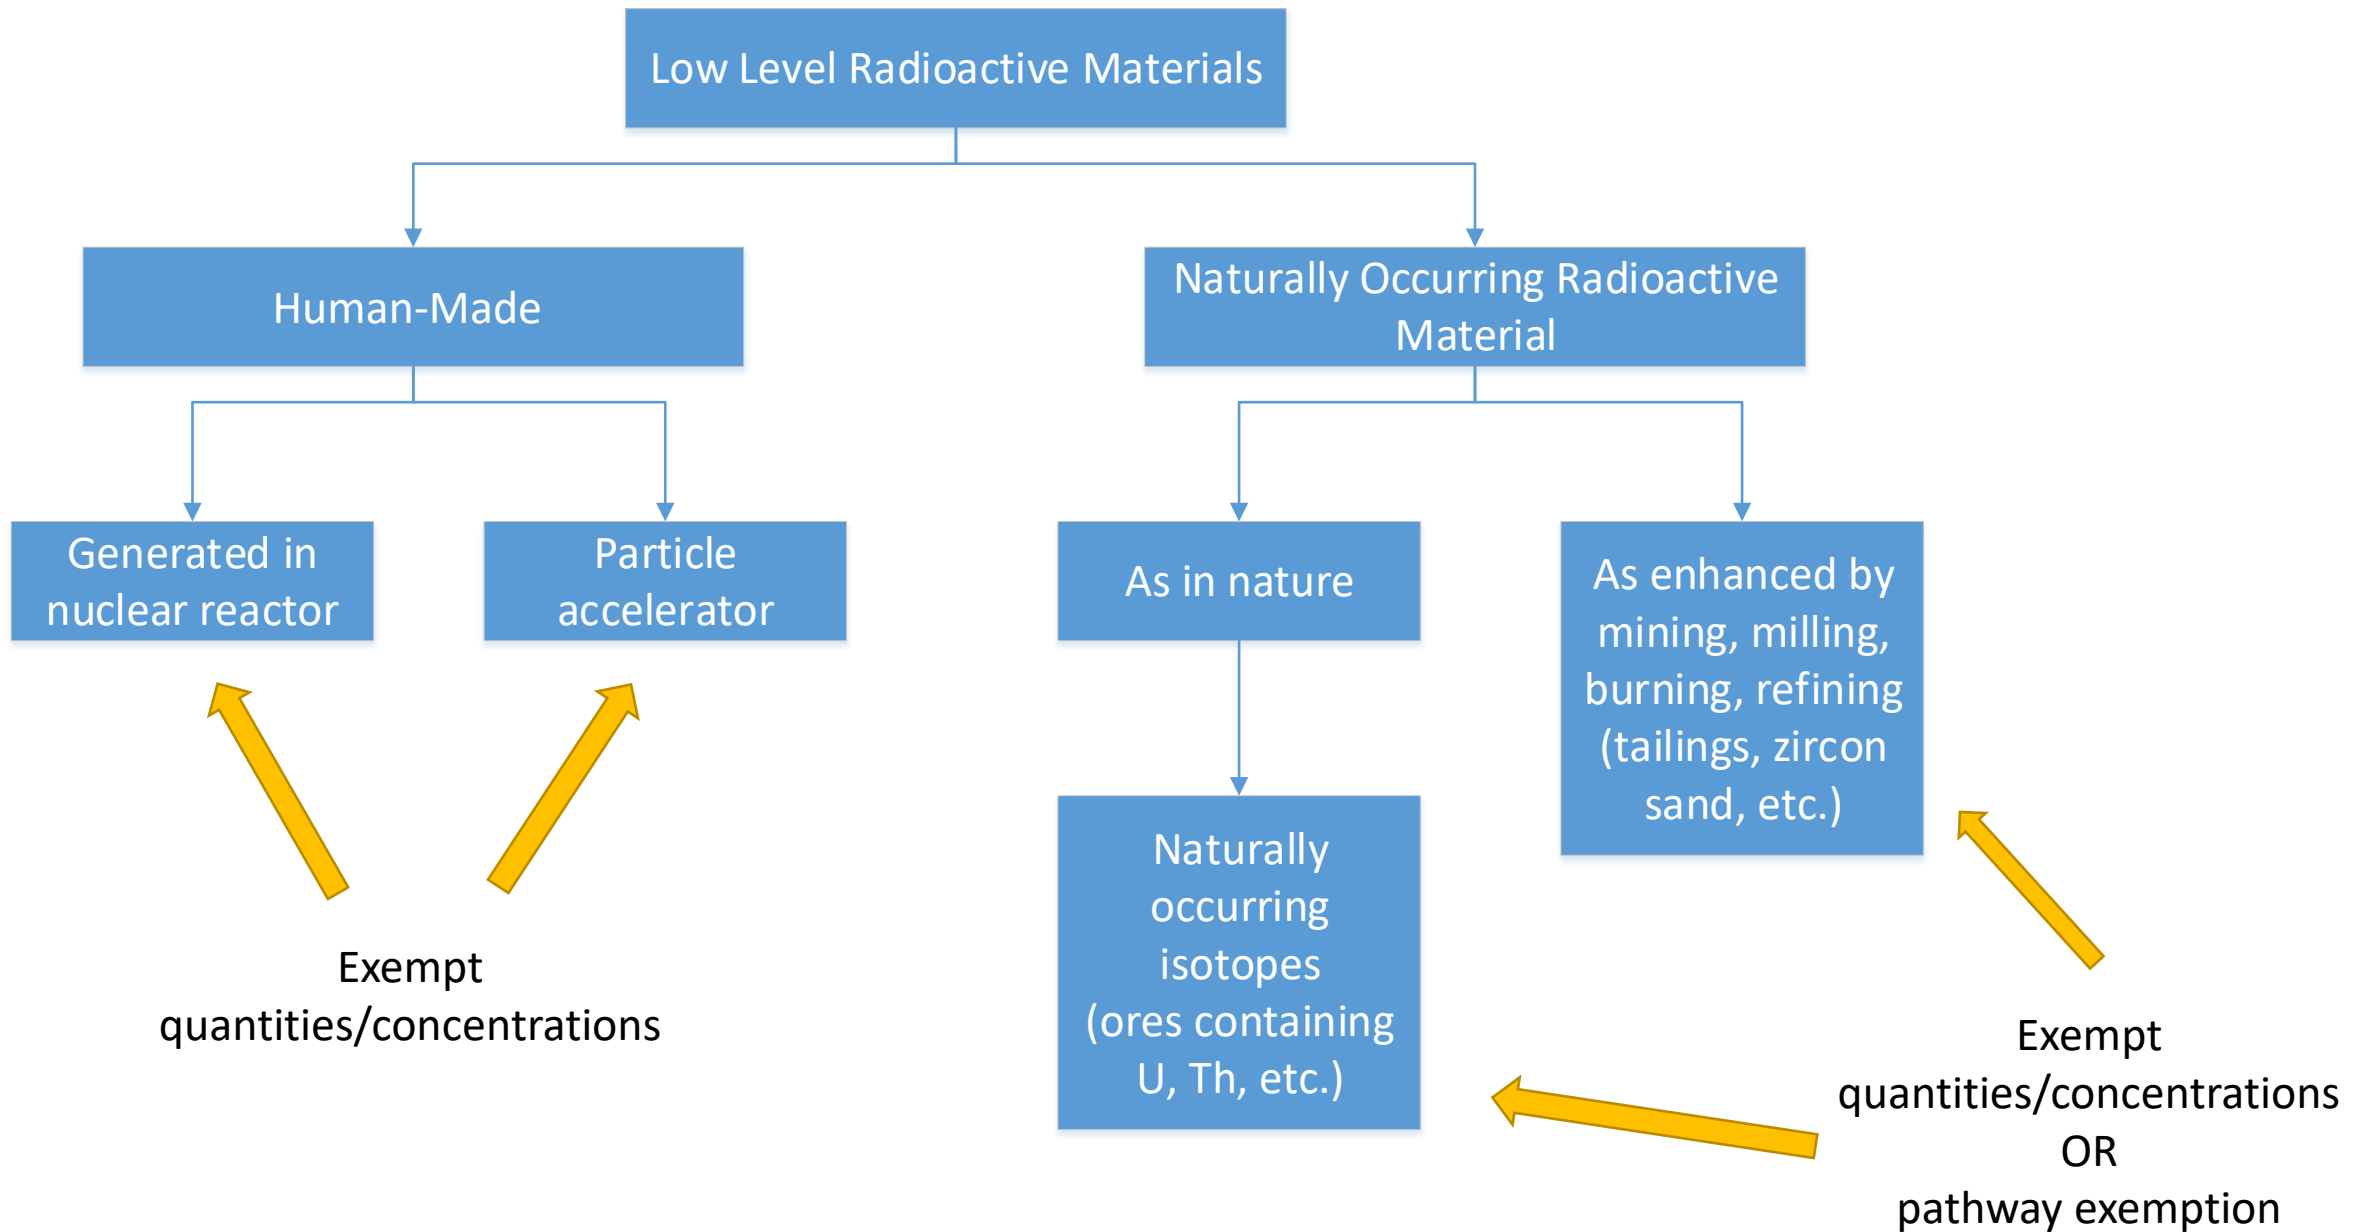 Low Level Radioactive Materials
Human-Made
Naturally Occurring Radioactive
Material
Generated in
nuclear reactor
Particle
accelerator
As in nature
As enhanced by
mining, milling,
burning, refining
(tailings, zircon
sand, etc.)
Naturally
occurring
isotopes
(ores containing
U, Th, etc.)
Exempt
quantities/concentrations
Exempt
quantities/concentrations
OR
pathway exemption